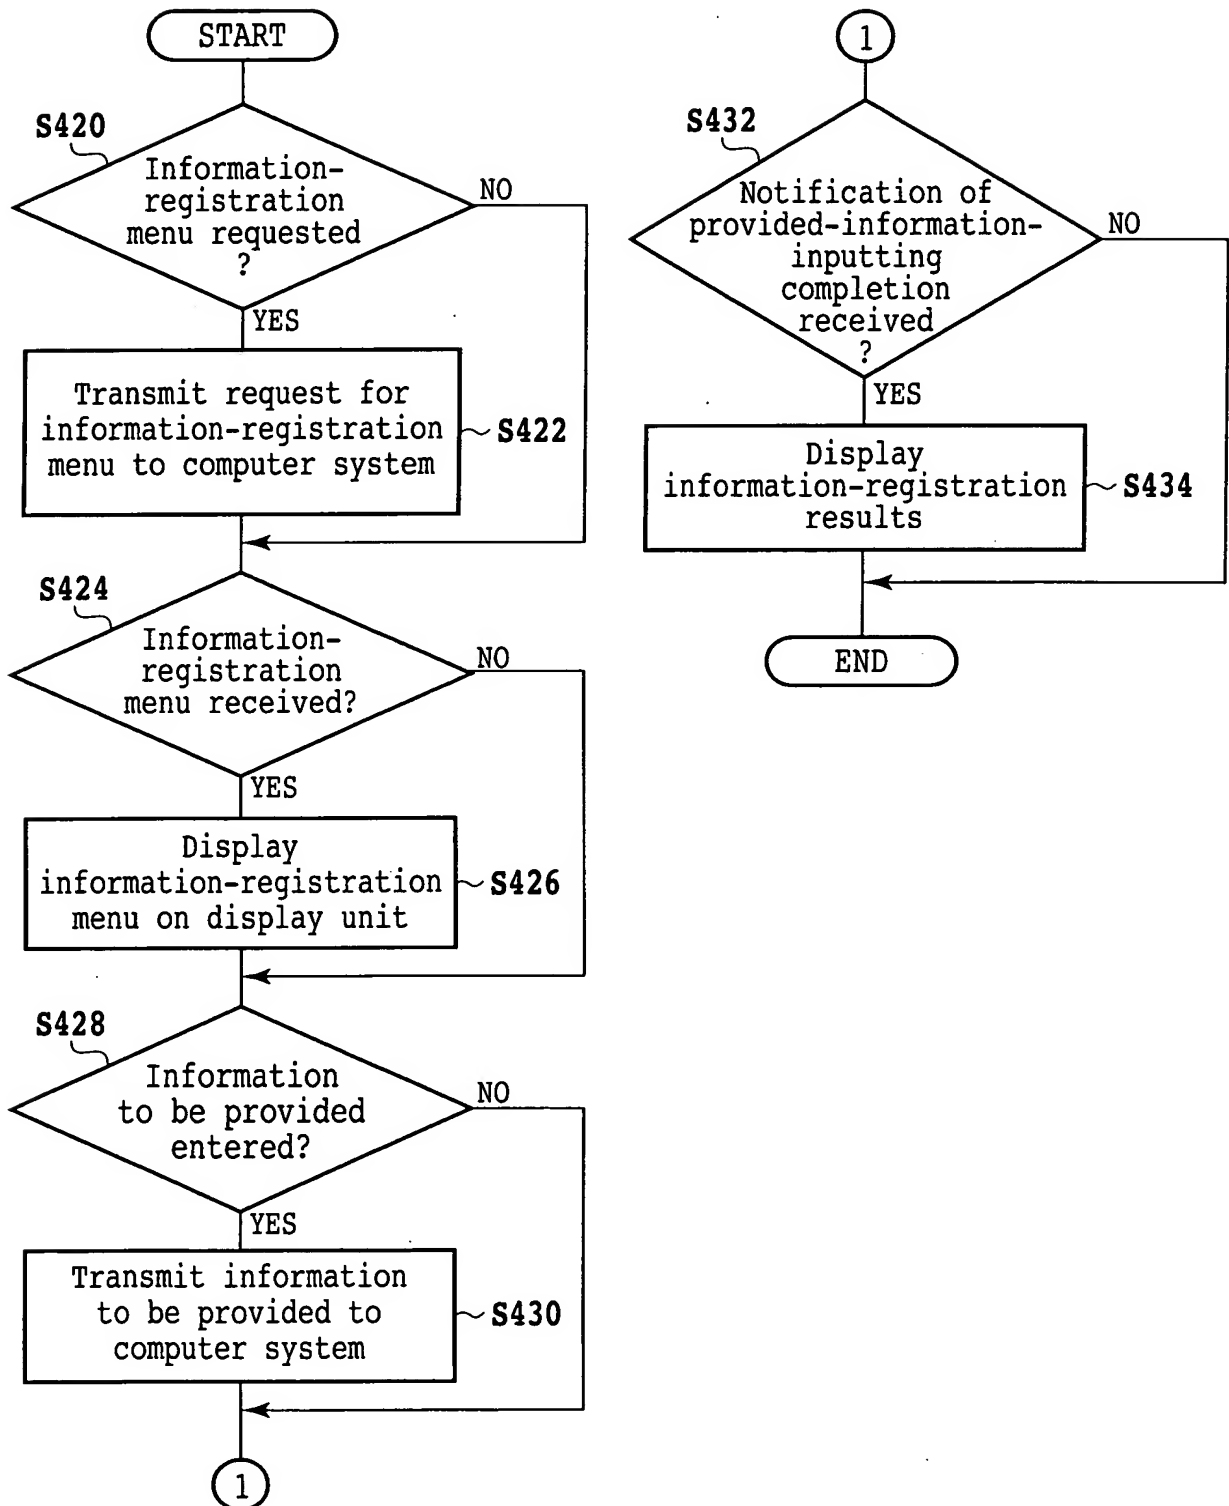 START
S420
Information-
registration
menu requested
?
NO
YES
Transmit request for
information-registration
menu to computer system
S422
S424
Information-
registration
menu received?
NO
YES
Display
information-registration
menu on display unit
S426
S428
Information
to be provided
entered?
NO
YES
Transmit information
to be provided to
computer system
S430
1
1
S432
Notification of
provided-information-
inputting
completion
received
?
NO
YES
Display
information-registration
results
S434
END